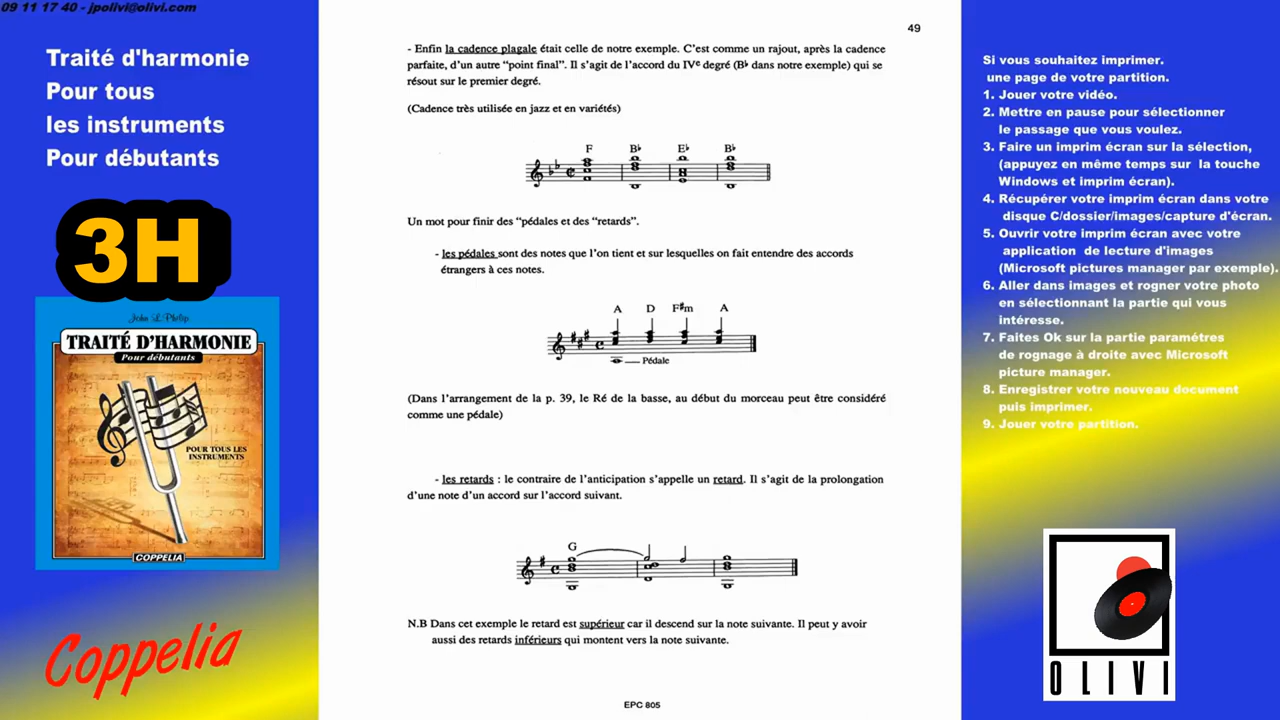 09 11 17 40 - jpolivi@olivi.com
Traité d'harmonie
Pour tous
les instruments
Pour débutants
3H
John L. Philip
TRAITÉ D'HARMONIE
Pour débutants
POUR TOUS LES
INSTRUMENTS
COPPELIA
Coppelia
49
- Enfin la cadence plagale était celle de notre exemple. C'est comme un rajout, après la cadence
parfaite, d'un autre “point final”. Il s'agit de l'accord du IVe degré (B♭ dans notre exemple) qui se
résout sur le premier degré.
(Cadence très utilisée en jazz et en variétés)
F B♭ E♭ B♭
Un mot pour finir des “pédales et des “retards”.
- les pédales sont des notes que l'on tient et sur lesquelles on fait entendre des accords
étrangers à ces notes.
A D F#m A
Pédale
(Dans l'arrangement de la p. 39, le Ré de la basse, au début du morceau peut être considéré
comme une pédale)
- les retards : le contraire de l'anticipation s'appelle un retard. Il s'agit de la prolongation
d'une note d'un accord sur l'accord suivant.
G
N.B Dans cet exemple le retard est supérieur car il descend sur la note suivante. Il peut y avoir
aussi des retards inférieurs qui montent vers la note suivante.
EPC 805
Si vous souhaitez imprimer.
une page de votre partition.
1. Jouer votre vidéo.
2. Mettre en pause pour sélectionner
le passage que vous voulez.
3. Faire un imprim écran sur la sélection,
(appuyez en même temps sur la touche
Windows et imprim écran).
4. Récupérer votre imprim écran dans votre
disque C/dossier/images/capture d'écran.
5. Ouvrir votre imprim écran avec votre
application de lecture d'images
(Microsoft pictures manager par exemple).
6. Aller dans images et rogner votre photo
en sélectionnant la partie qui vous
intéresse.
7. Faites Ok sur la partie paramétres
de rognage à droite avec Microsoft
picture manager.
8. Enregistrer votre nouveau document
puis imprimer.
9. Jouer votre partition.
OLIVI